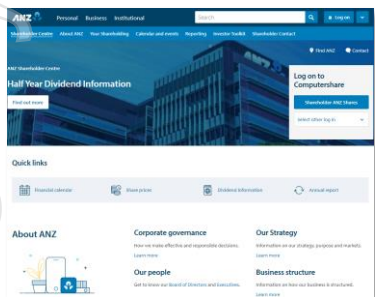 ANZ
Personal Business Institutional
Search
Log on
Shareholder Centre About ANZ Your Shareholding Calendar and events Reporting Investor Toolkit Shareholder Contact
Find ANZ Contact
ANZ Shareholder Centre
Half Year Dividend Information
Find out more
Log on to
Computershare
Shareholder ANZ Shares
Select other log in
Quick links
Financial calendar Share prices Dividend information Annual report
About ANZ
Corporate governance
How we make effective and responsible decisions.
Learn more
Our Strategy
Information on our strategy, purpose and markets.
Learn more
Our people
Get to know our Board of Directors and Executives.
Business structure
Information on how our business is structured.
Learn more